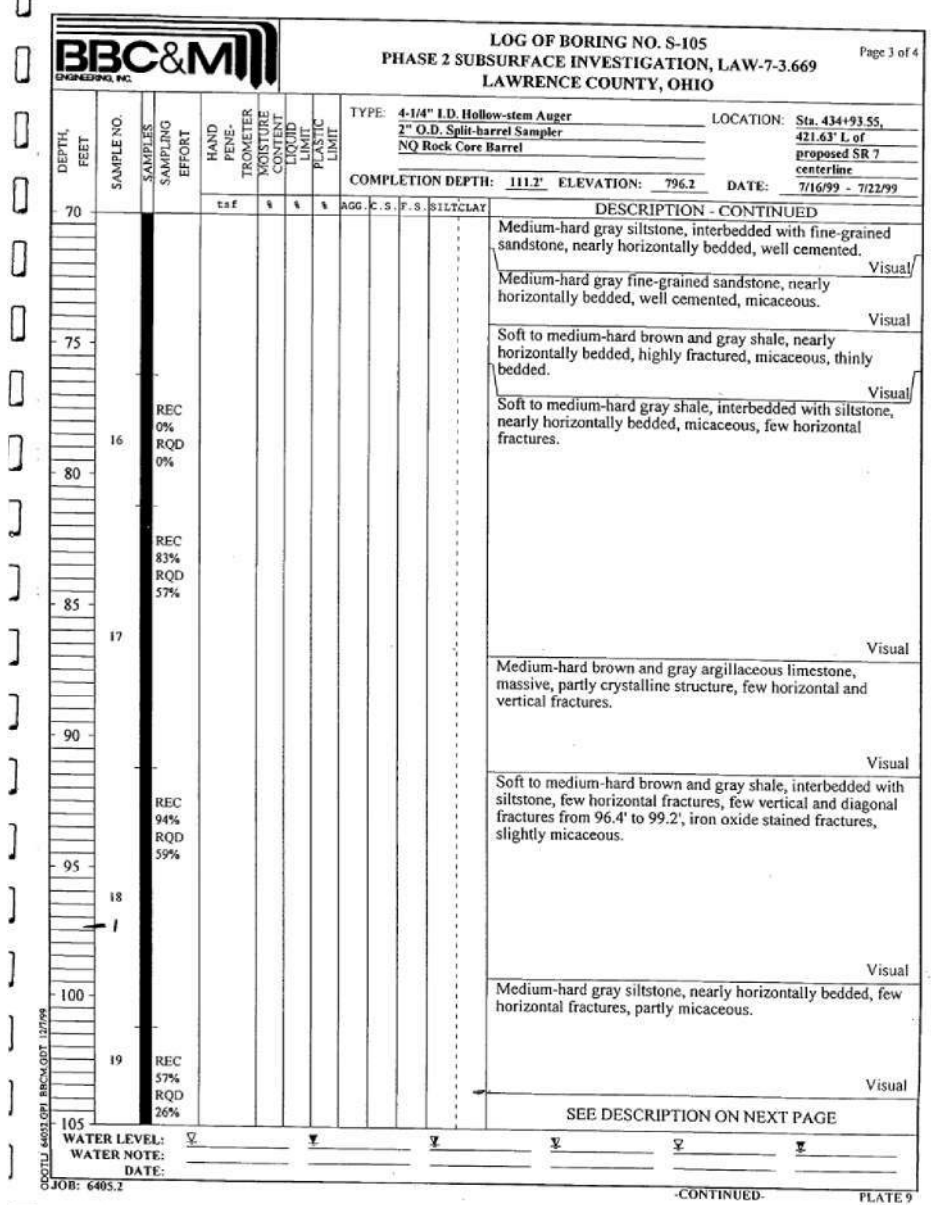 BBC&M
ENGINEERING, INC.
LOG OF BORING NO. S-105
PHASE 2 SUBSURFACE INVESTIGATION, LAW-7-3.669
LAWRENCE COUNTY, OHIO
Page 3 of 4
DEPTH, FEET
SAMPLE NO.
SAMPLES
SAMPLING EFFORT
HAND PENE-TROMETER
MOISTURE CONTENT
LIQUID LIMIT
PLASTIC LIMIT
TYPE: 4-1/4" I.D. Hollow-stem Auger
2" O.D. Split-barrel Sampler
NQ Rock Core Barrel
LOCATION: Sta. 434+93.55,
421.63' L of
proposed SR 7
centerline
COMPLETION DEPTH: 111.2' ELEVATION: 796.2 DATE: 7/16/99 - 7/22/99
tsf % % % AGG. C.S. F.S. SILT CLAY
DESCRIPTION - CONTINUED
70
Medium-hard gray siltstone, interbedded with fine-grained
sandstone, nearly horizontally bedded, well cemented.
Visual
Medium-hard gray fine-grained sandstone, nearly
horizontally bedded, well cemented, micaceous.
Visual
75
Soft to medium-hard brown and gray shale, nearly
horizontally bedded, highly fractured, micaceous, thinly
bedded.
Visual
Soft to medium-hard gray shale, interbedded with siltstone,
nearly horizontally bedded, micaceous, few horizontal
fractures.
16
REC
0%
RQD
0%
80
REC
83%
RQD
57%
85
17
Visual
Medium-hard brown and gray argillaceous limestone,
massive, partly crystalline structure, few horizontal and
vertical fractures.
90
Visual
Soft to medium-hard brown and gray shale, interbedded with
siltstone, few horizontal fractures, few vertical and diagonal
fractures from 96.4' to 99.2', iron oxide stained fractures,
slightly micaceous.
REC
94%
RQD
59%
95
18
Visual
100
Medium-hard gray siltstone, nearly horizontally bedded, few
horizontal fractures, partly micaceous.
19
REC
57%
RQD
26%
Visual
105
SEE DESCRIPTION ON NEXT PAGE
WATER LEVEL:
WATER NOTE:
DATE:
ODOTLJ 64052.GPJ BBCM.GDT 12/7/99
JOB: 6405.2
-CONTINUED-
PLATE 9